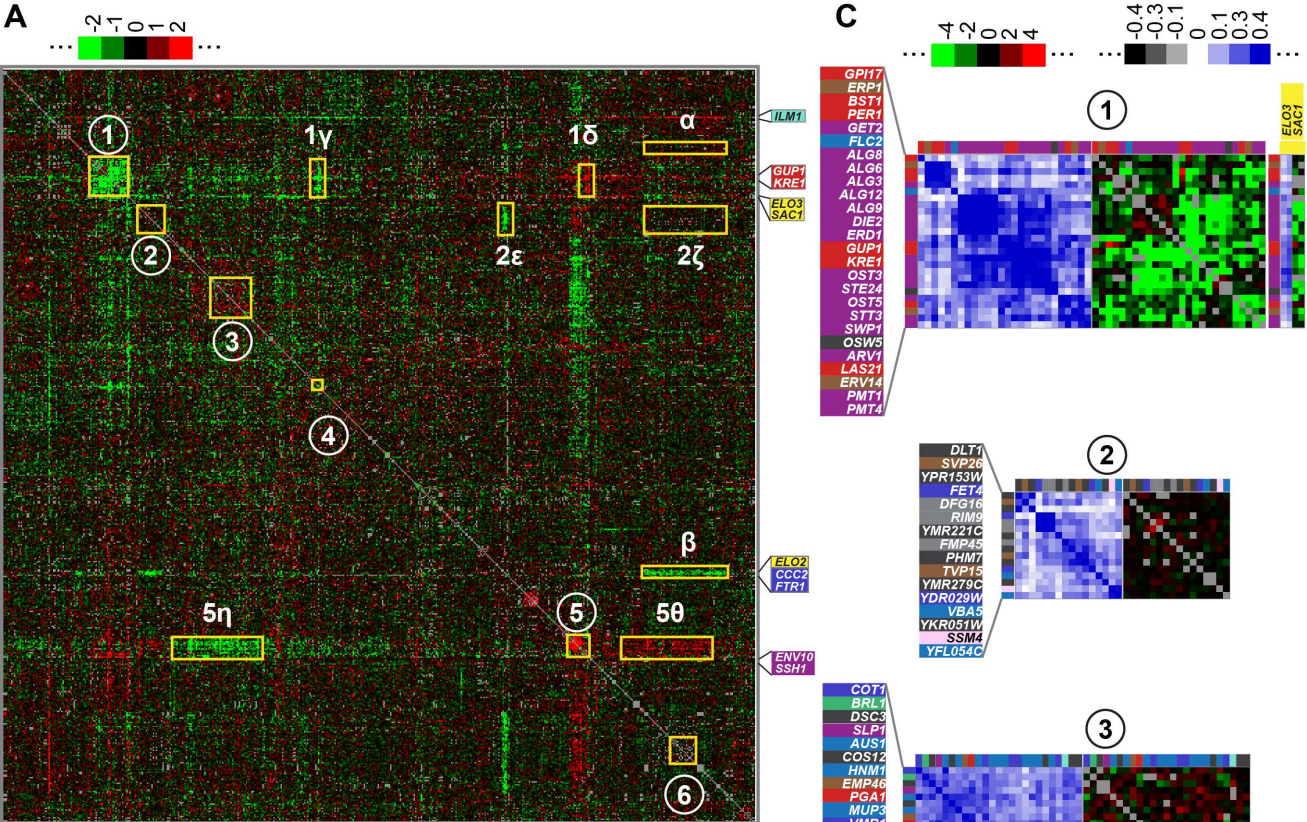 A
-2 -1 0 1 2
... ...
1
1γ
1δ
α
2
2ε
2ζ
3
4
β
5η
5
5θ
6
ILM1
GUP1
KRE1
ELO3
SAC1
ELO2
CCC2
FTR1
ENV10
SSH1
C
-4 -2 0 2 4
... ...
-0.4 -0.3 -0.1 0 0.1 0.3 0.4
... ...
1
ELO3
SAC1
GPI17
ERP1
BST1
PER1
GET2
FLC2
ALG8
ALG6
ALG3
ALG12
ALG9
DIE2
ERD1
GUP1
KRE1
OST3
STE24
OST5
STT3
SWP1
OSW5
ARV1
LAS21
ERV14
PMT1
PMT4
2
DLT1
SVP26
YPR153W
FET4
DFG16
RIM9
YMR221C
FMP45
PHM7
TVP15
YMR279C
YDR029W
VBA5
YKR051W
SSM4
YFL054C
3
COT1
BRL1
DSC3
SLP1
AUS1
COS12
HNM1
EMP46
PGA1
MUP3